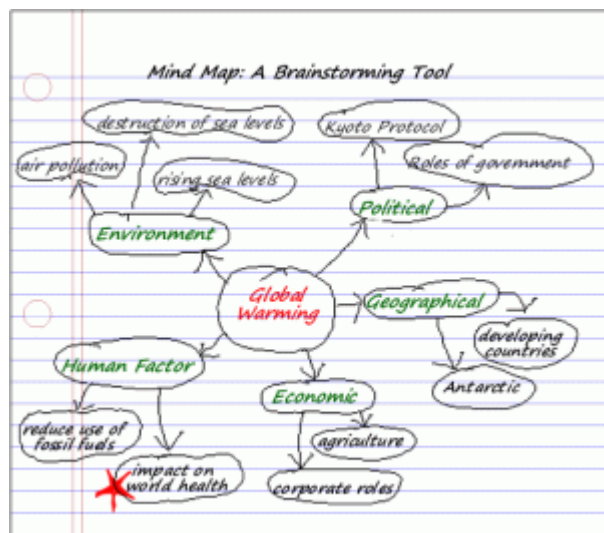 Mind Map: A Brainstorming Tool
destruction of sea levels
Kyoto Protocol
air pollution
rising sea levels
Roles of government
Environment
Political
Global
Warming
Geographical
developing
countries
Human Factor
Economic
Antarctic
reduce use of
fossil fuels
agriculture
impact on
world health
corporate roles